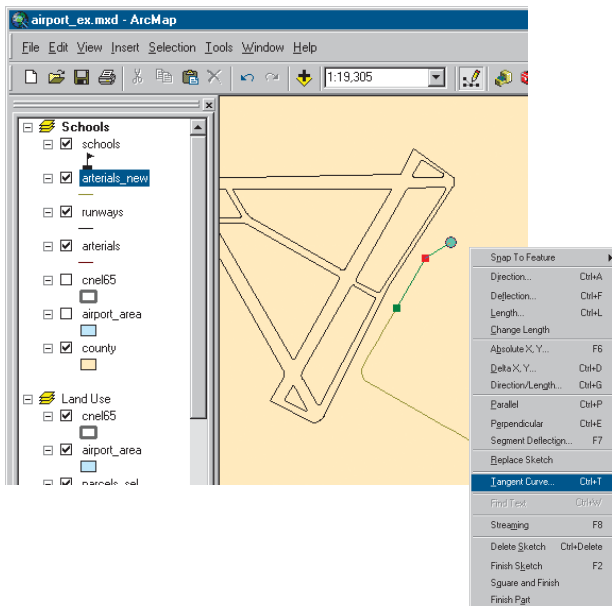 airport_ex.mxd - ArcMap
File Edit View Insert Selection Tools Window Help
1:19,305
Schools
schools
arterials_new
runways
arterials
cnel65
airport_area
county
Land Use
cnel65
airport_area
parcels_sel
Snap To Feature
Direction... Ctrl+A
Deflection... Ctrl+F
Length... Ctrl+L
Change Length
Absolute X, Y... F6
Delta X, Y... Ctrl+D
Direction/Length... Ctrl+G
Parallel Ctrl+P
Perpendicular Ctrl+E
Segment Deflection... F7
Replace Sketch
Tangent Curve... Ctrl+T
Find Text Ctrl+W
Streaming F8
Delete Sketch Ctrl+Delete
Finish Sketch F2
Square and Finish
Finish Part